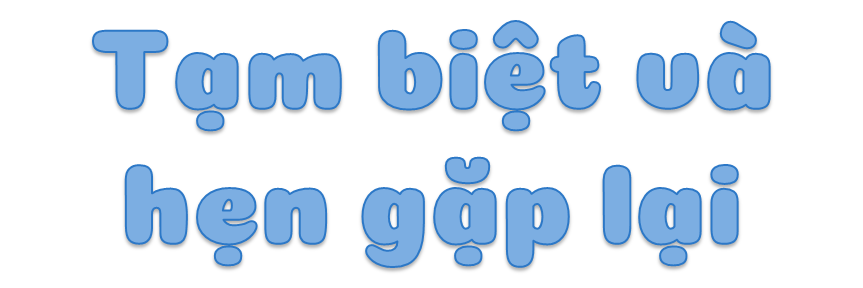 Tạm biệt và
hẹn gặp lại